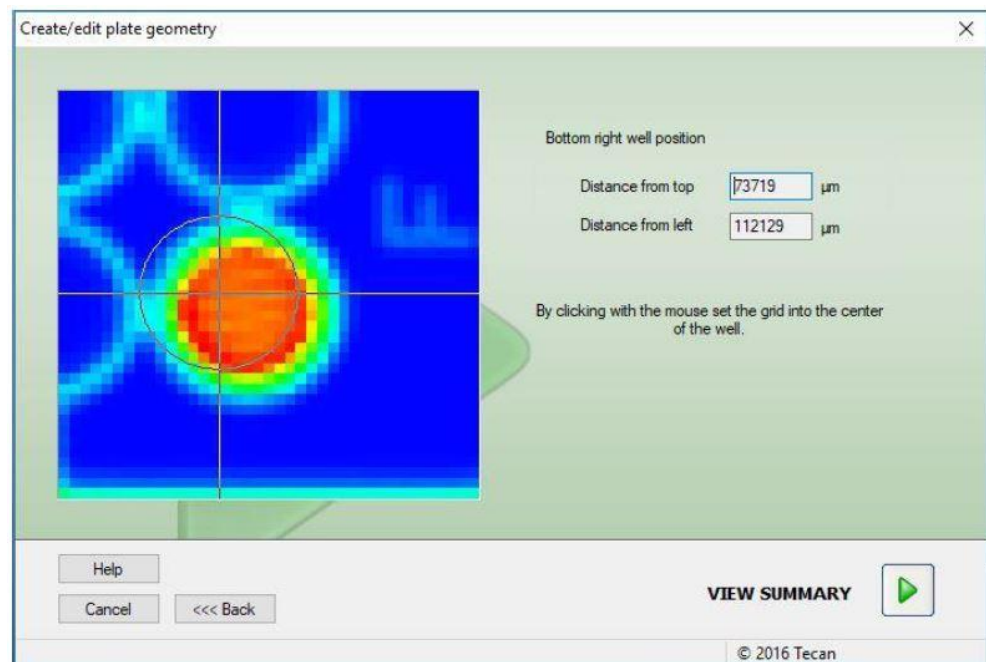 Create/edit plate geometry
Bottom right well position
Distance from top 73719 µm
Distance from left 112129 µm
By clicking with the mouse set the grid into the center
of the well.
Help
Cancel <<< Back
VIEW SUMMARY
© 2016 Tecan